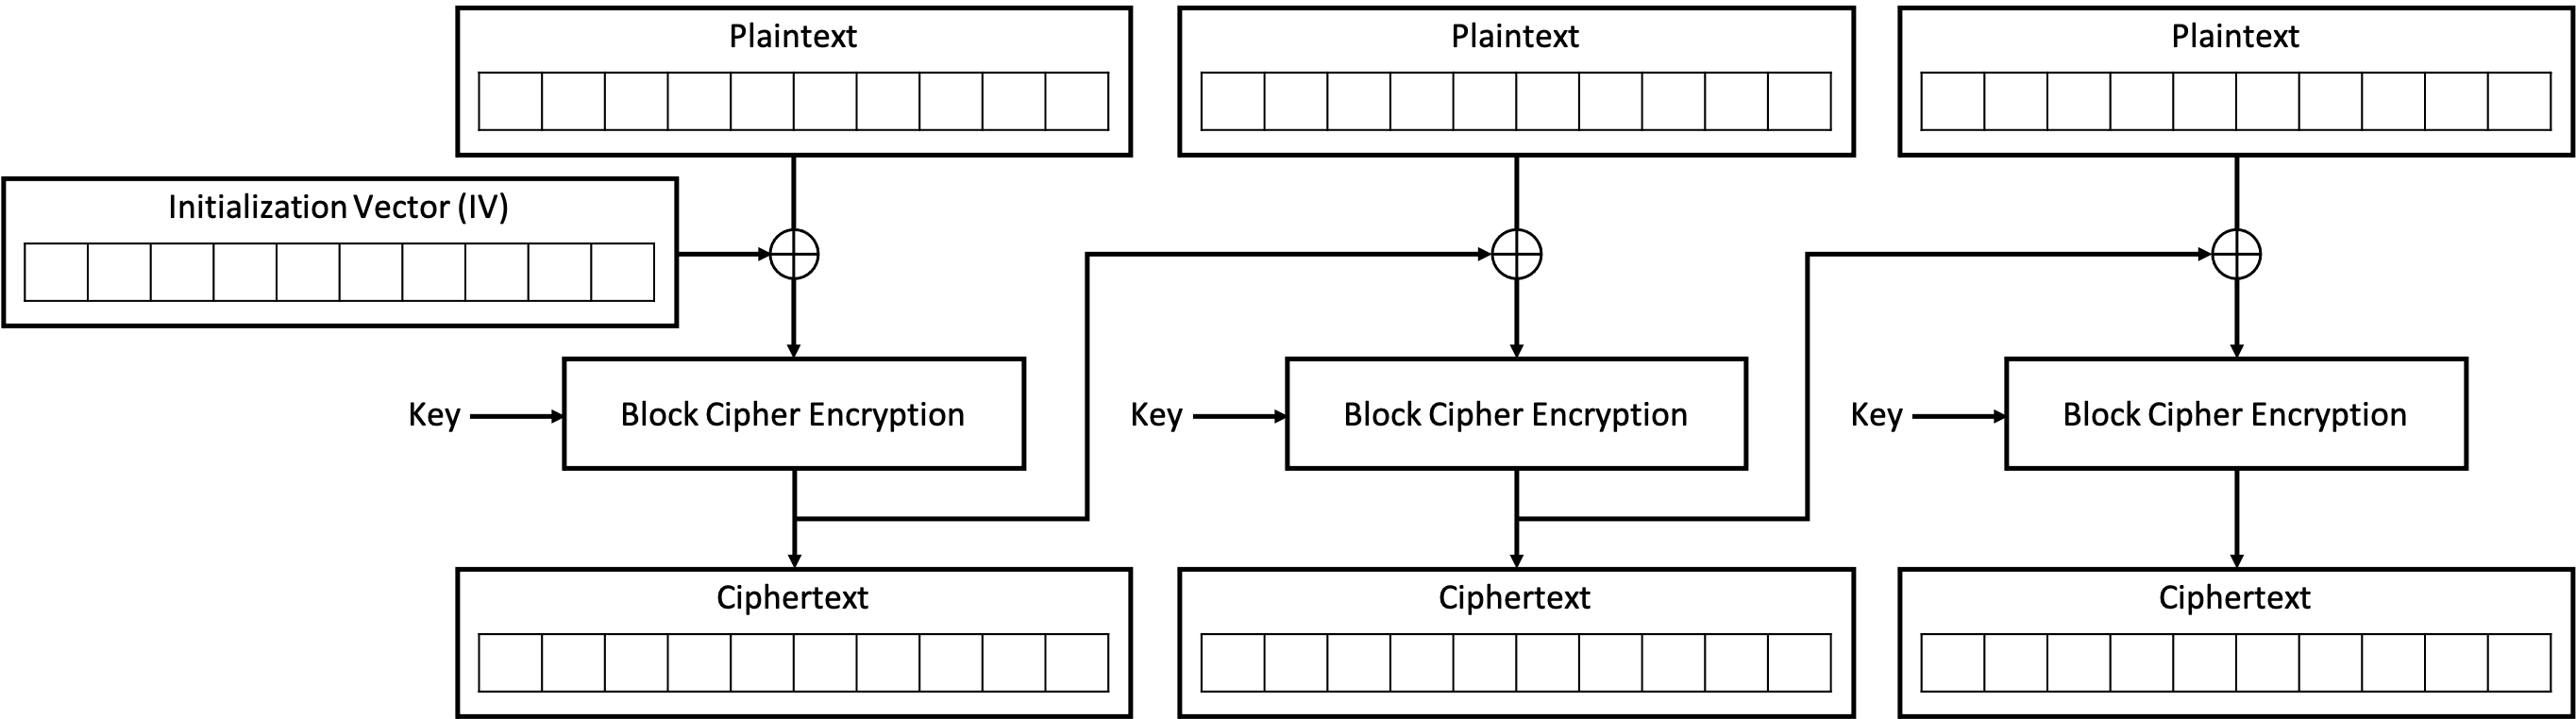 Plaintext
Plaintext
Plaintext
Initialization Vector (IV)
Key
Block Cipher Encryption
Key
Block Cipher Encryption
Key
Block Cipher Encryption
Ciphertext
Ciphertext
Ciphertext